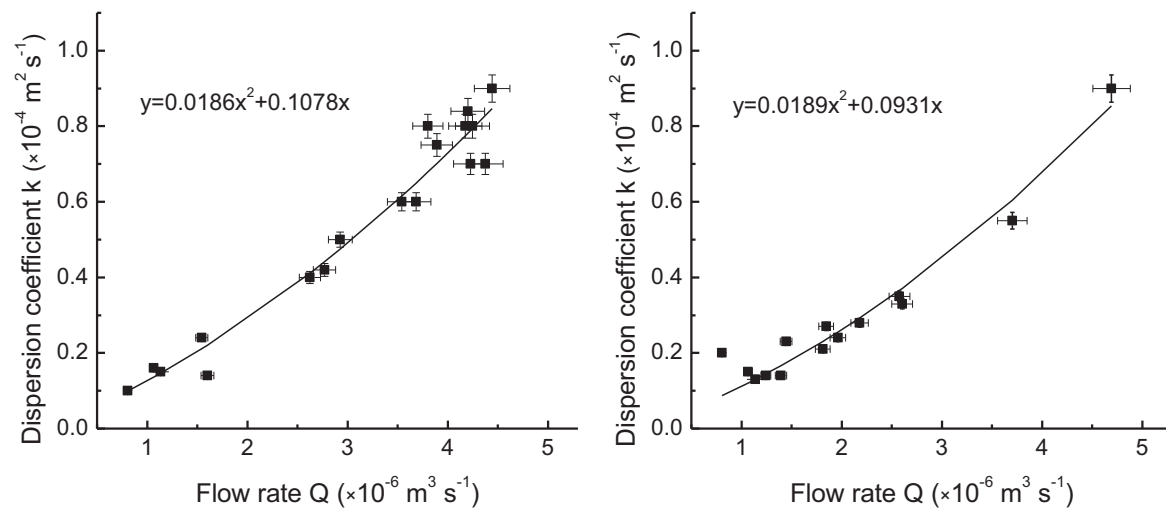 Dispersion coefficient k (×10⁻⁴ m² s⁻¹)
1.0
0.8
0.6
0.4
0.2
0.0
y=0.0186x²+0.1078x
1 2 3 4 5
Flow rate Q (×10⁻⁶ m³ s⁻¹)
Dispersion coefficient k (×10⁻⁴ m² s⁻¹)
1.0
0.8
0.6
0.4
0.2
0.0
y=0.0189x²+0.0931x
1 2 3 4 5
Flow rate Q (×10⁻⁶ m³ s⁻¹)